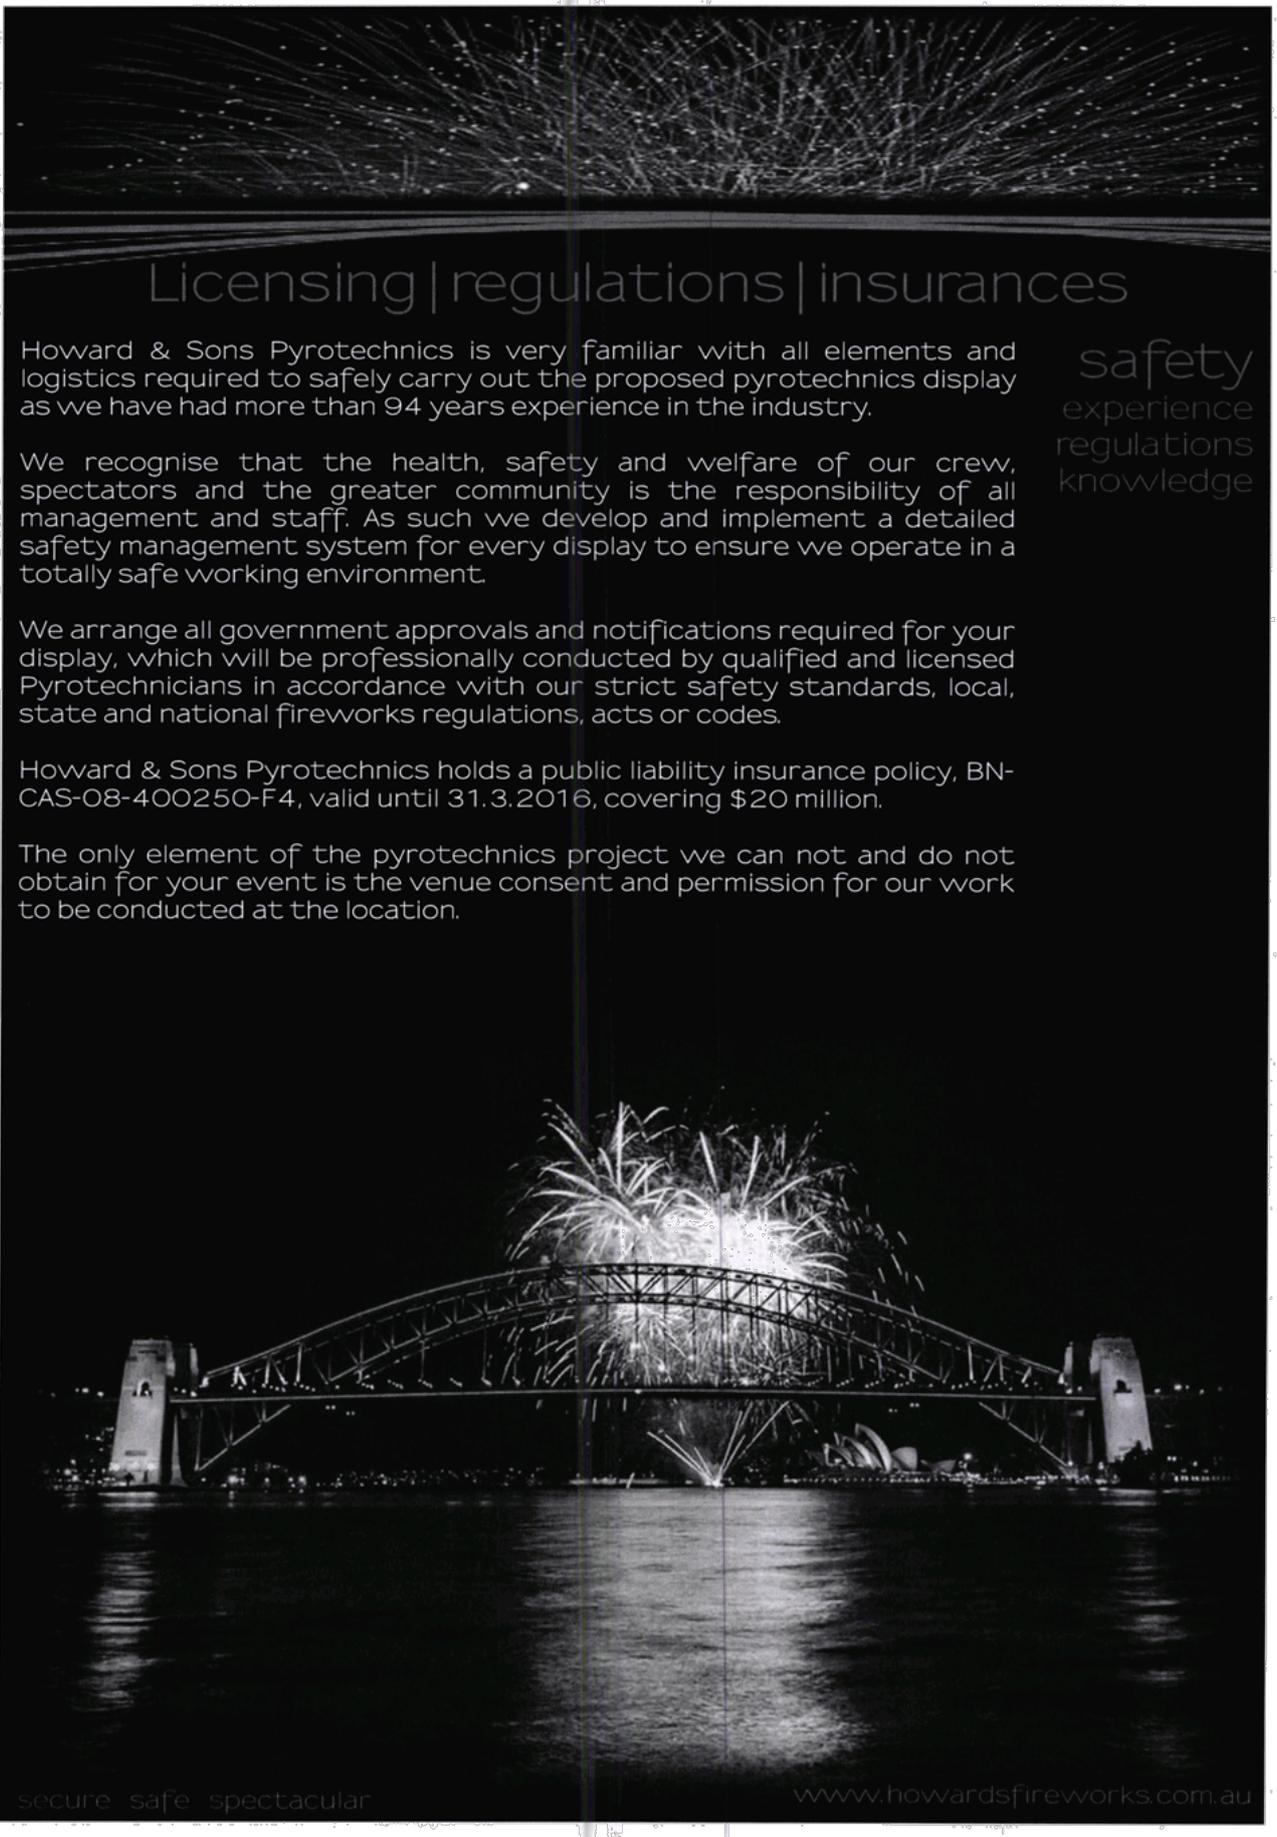 Licensing|regulations|insurances
Howard & Sons Pyrotechnics is very familiar with all elements and
logistics required to safely carry out the proposed pyrotechnics display
as we have had more than 94 years experience in the industry.
We recognise that the health, safety and welfare of our crew,
spectators and the greater community is the responsibility of all
management and staff. As such we develop and implement a detailed
safety management system for every display to ensure we operate in a
totally safe working environment.
We arrange all government approvals and notifications required for your
display, which will be professionally conducted by qualified and licensed
Pyrotechnicians in accordance with our strict safety standards, local,
state and national fireworks regulations, acts or codes.
Howard & Sons Pyrotechnics holds a public liability insurance policy, BN-
CAS-08-400250-F4, valid until 31.3.2016, covering $20 million.
The only element of the pyrotechnics project we can not and do not
obtain for your event is the venue consent and permission for our work
to be conducted at the location.
safety
experience
regulations
knowledge
secure safe spectacular
www.howardsfireworks.com.au